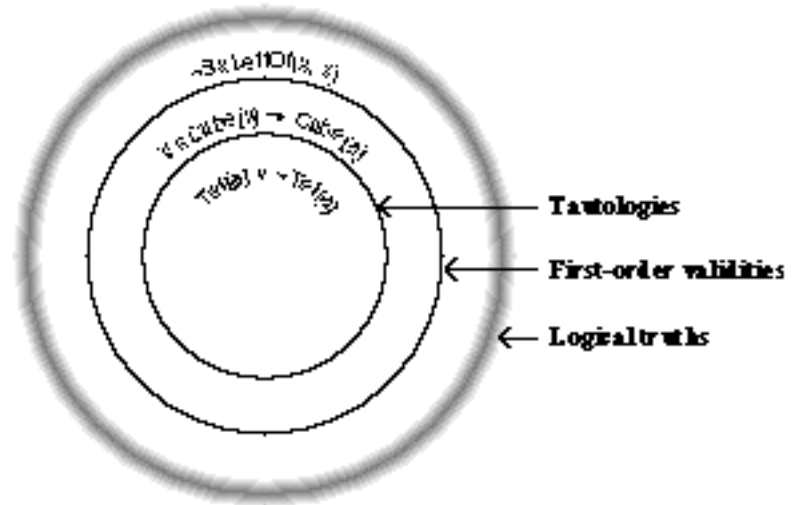 ¬∃x LeftOf(x, x)
∀x Cube(x) → Cube(a)
Tet(a) ∨ ¬Tet(a)
Tautologies
First-order validities
Logical truths